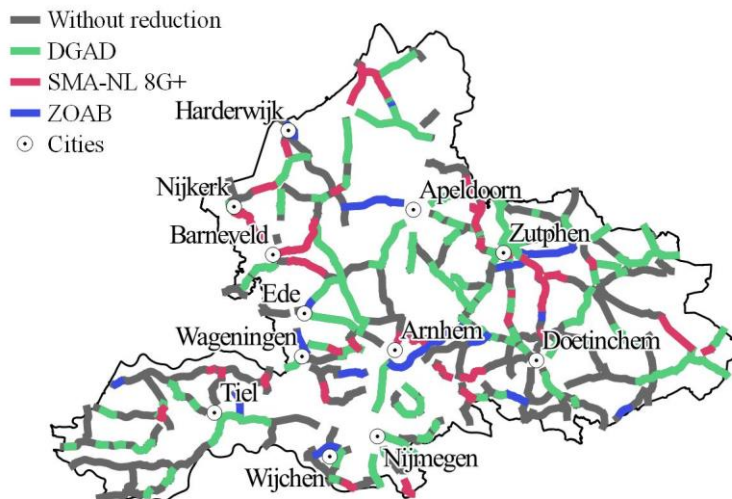 Without reduction
DGAD
SMA-NL 8G+
ZOAB
Cities
Harderwijk
Nijkerk
Apeldoorn
Barneveld
Zutphen
Ede
Wageningen
Arnhem
Doetinchem
Tiel
Wijchen
Nijmegen